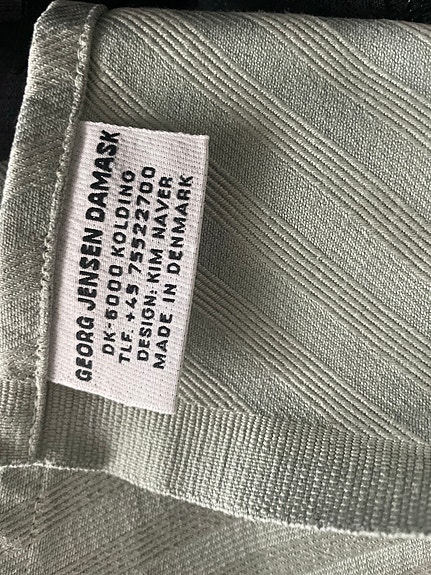 GEORG JENSEN DAMASK
DK-6000 KOLDING
TLF. +45 75522700
DESIGN: KIM NAVER
MADE IN DENMARK